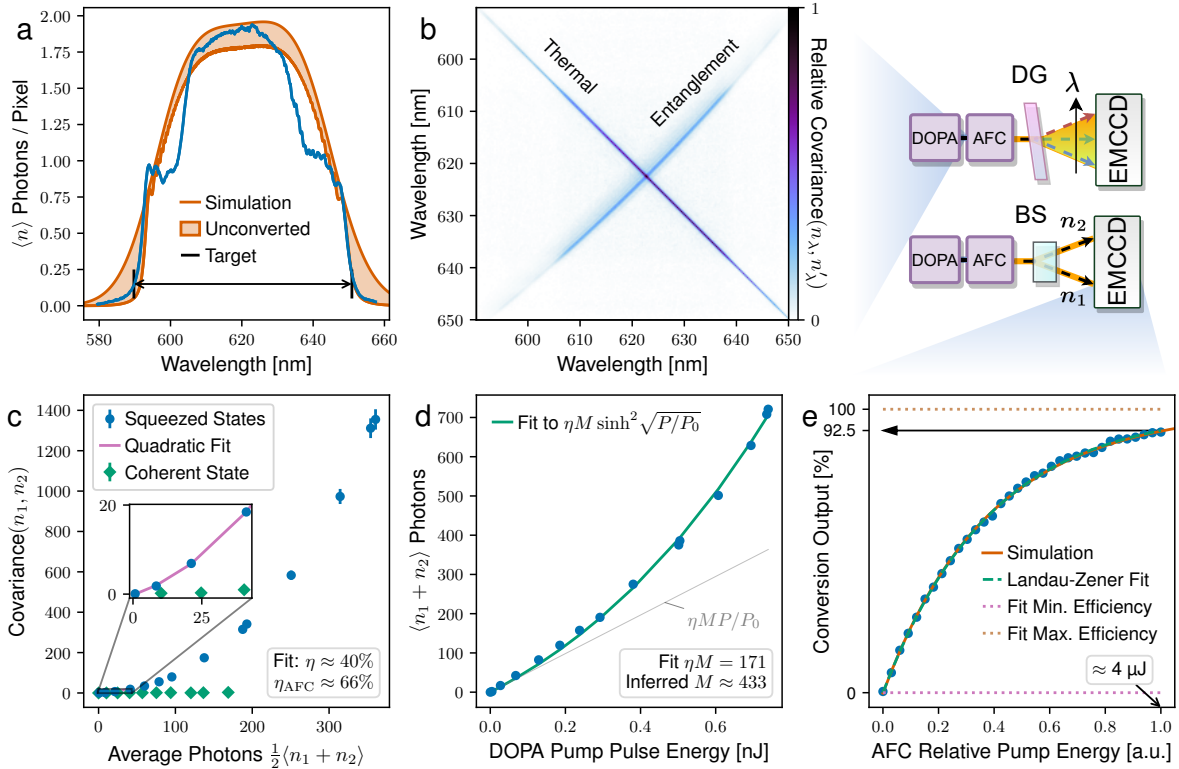 a
⟨n⟩ Photons / Pixel
2.00
1.75
1.50
1.25
1.00
0.75
0.50
0.25
0.00
Simulation
Unconverted
Target
580 600 620 640 660
Wavelength [nm]
b
Wavelength [nm]
600
610
620
630
640
650
Thermal
Entanglement
600 610 620 630 640 650
Wavelength [nm]
1
0
Relative Covariance(n_λ, n′_λ)
DG
λ
DOPA
AFC
EMCCD
BS
n₂
DOPA
AFC
EMCCD
n₁
c
Covariance(n₁, n₂)
1400
1200
1000
800
600
400
200
0
Squeezed States
Quadratic Fit
Coherent State
20
0
0 25
Fit: η ≈ 40%
η_AFC ≈ 66%
0 100 200 300
Average Photons ½⟨n₁ + n₂⟩
d
⟨n₁ + n₂⟩ Photons
700
600
500
400
300
200
100
0
Fit to ηM sinh² √P/P₀
ηMP/P₀
Fit ηM = 171
Inferred M ≈ 433
0.0 0.2 0.4 0.6
DOPA Pump Pulse Energy [nJ]
e
Conversion Output [%]
100
92.5
0
Simulation
Landau-Zener Fit
Fit Min. Efficiency
Fit Max. Efficiency
≈ 4 µJ
0.0 0.2 0.4 0.6 0.8 1.0
AFC Relative Pump Energy [a.u.]